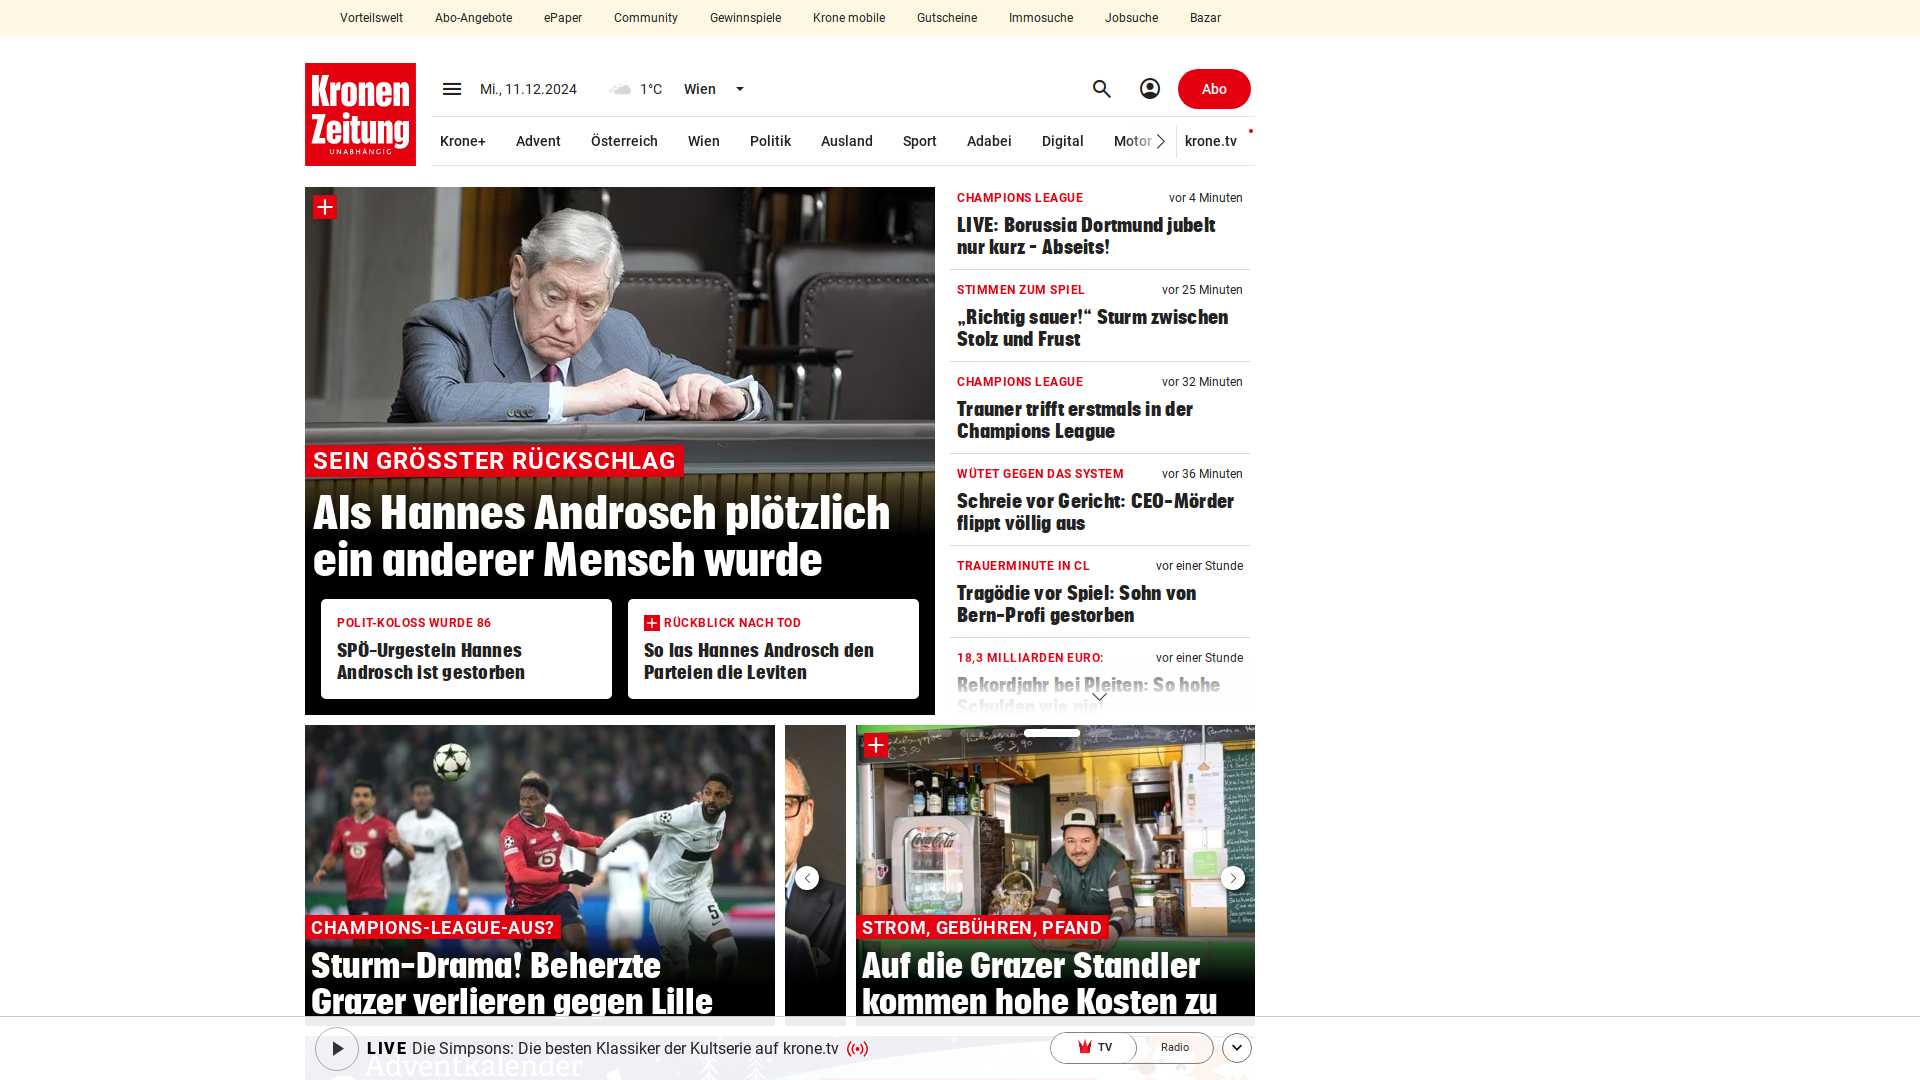 Vorteilswelt
Abo-Angebote
ePaper
Community
Gewinnspiele
Krone mobile
Gutscheine
Immosuche
Jobsuche
Bazar
Kronen
Zeitung
UNABHÄNGIG
Mi., 11.12.2024
1°C
Wien
Abo
Krone+
Advent
Österreich
Wien
Politik
Ausland
Sport
Adabei
Digital
Motor
krone.tv
SEIN GRÖSSTER RÜCKSCHLAG
Als Hannes Androsch plötzlich
ein anderer Mensch wurde
POLIT-KOLOSS WURDE 86
SPÖ-Urgestein Hannes
Androsch ist gestorben
RÜCKBLICK NACH TOD
So las Hannes Androsch den
Parteien die Leviten
CHAMPIONS LEAGUE
vor 4 Minuten
LIVE: Borussia Dortmund jubelt
nur kurz – Abseits!
STIMMEN ZUM SPIEL
vor 25 Minuten
„Richtig sauer!“ Sturm zwischen
Stolz und Frust
CHAMPIONS LEAGUE
vor 32 Minuten
Trauner trifft erstmals in der
Champions League
WÜTET GEGEN DAS SYSTEM
vor 36 Minuten
Schreie vor Gericht: CEO-Mörder
flippt völlig aus
TRAUERMINUTE IN CL
vor einer Stunde
Tragödie vor Spiel: Sohn von
Bern-Profi gestorben
18,3 MILLIARDEN EURO:
vor einer Stunde
Rekordjahr bei Pleiten: So hohe
Schulden wie nie!
CHAMPIONS-LEAGUE-AUS?
Sturm-Drama! Beherzte
Grazer verlieren gegen Lille
€ 3,50
€ 3,90
Coca-Cola
5
STROM, GEBÜHREN, PFAND
Auf die Grazer Standler
kommen hohe Kosten zu
LIVE Die Simpsons: Die besten Klassiker der Kultserie auf krone.tv
TV
Radio
Adventkalender